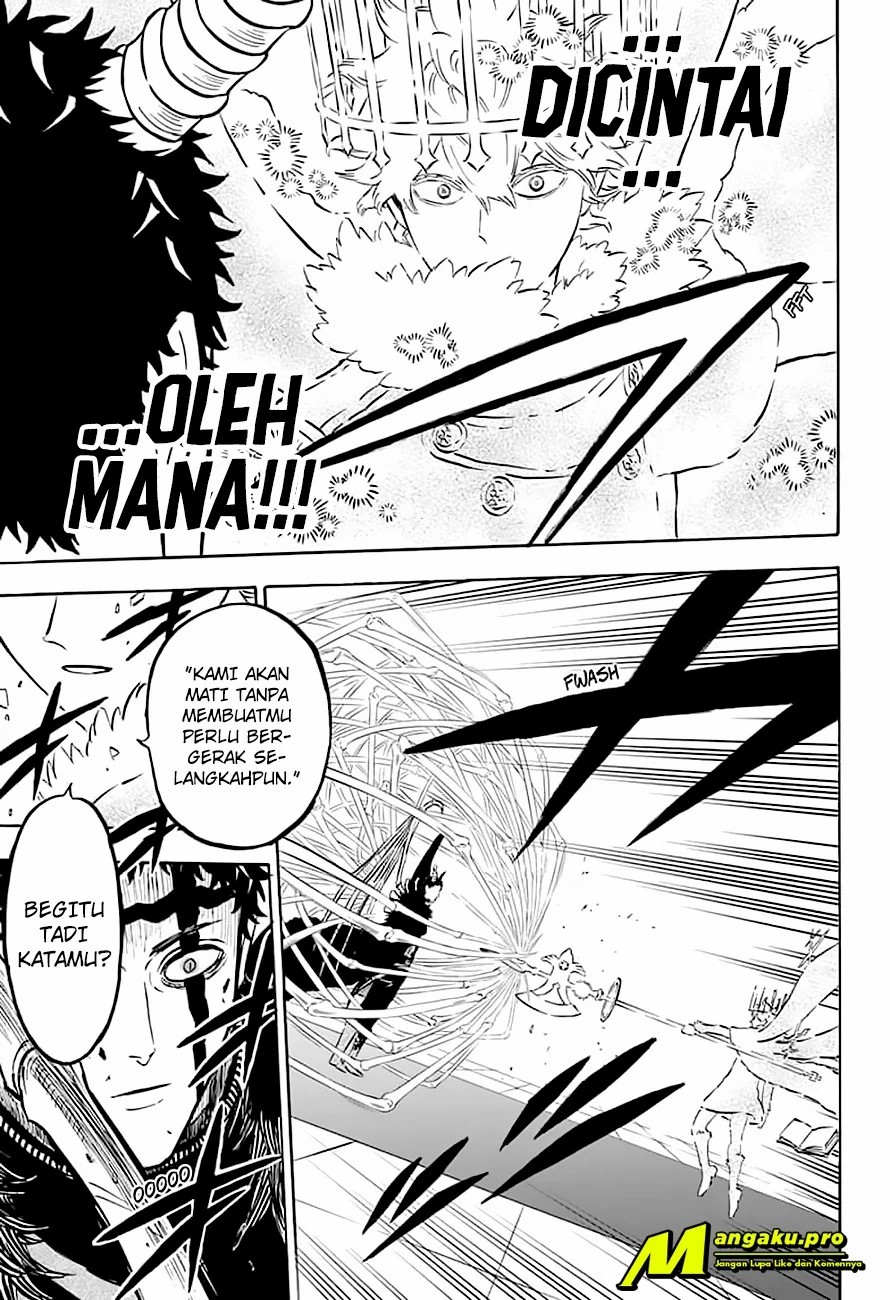 ...
DICINTAI
...
FFT
...OLEH
MANA!!!
FWASH
"KAMI AKAN
MATI TANPA
MEMBUATMU
PERLU BER-
GERAK SE-
LANGKAHPUN."
BEGITU
TADI
KATAMU?
OOOOO
Mangaku.pro
Jangan Lupa Like dan Komennya